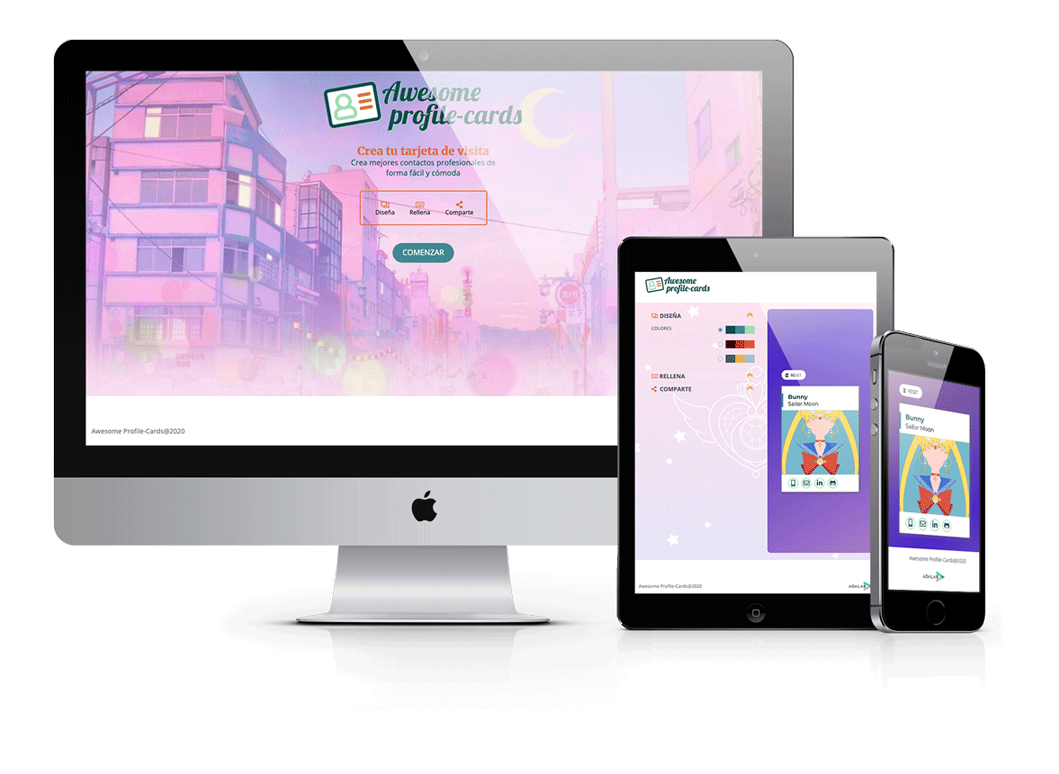 Awesome
profile-cards
Crea tu tarjeta de visita
Crea mejores contactos profesionales de
forma fácil y cómoda
Diseña Rellena Comparte
COMENZAR
Awesome Profile-Cards@2020
Awesome
profile-cards
DISEÑA
COLORES
RELLENA
COMPARTE
RESET
Bunny
Sailor Moon
Awesome Profile-Cards@2020
ADALAB
RESET
Bunny
Sailor Moon
Awesome Profile-Cards@2020
ADALAB